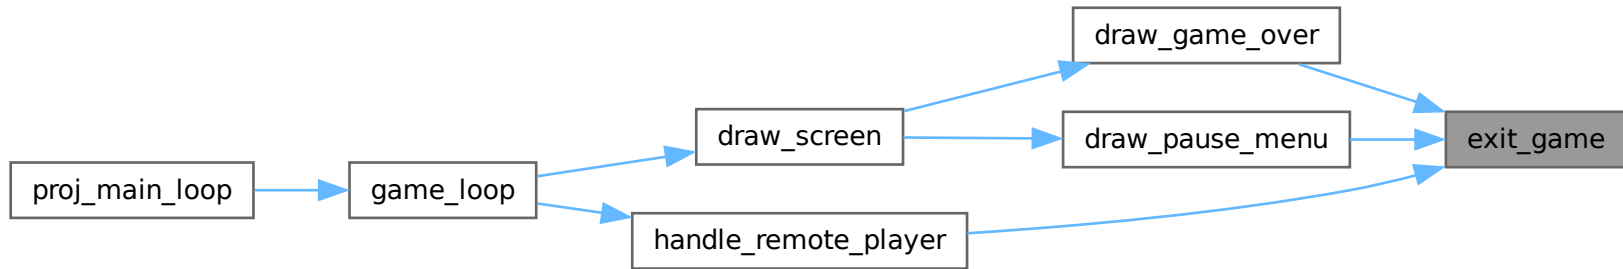 draw_game_over
draw_screen
draw_pause_menu
exit_game
proj_main_loop
game_loop
handle_remote_player